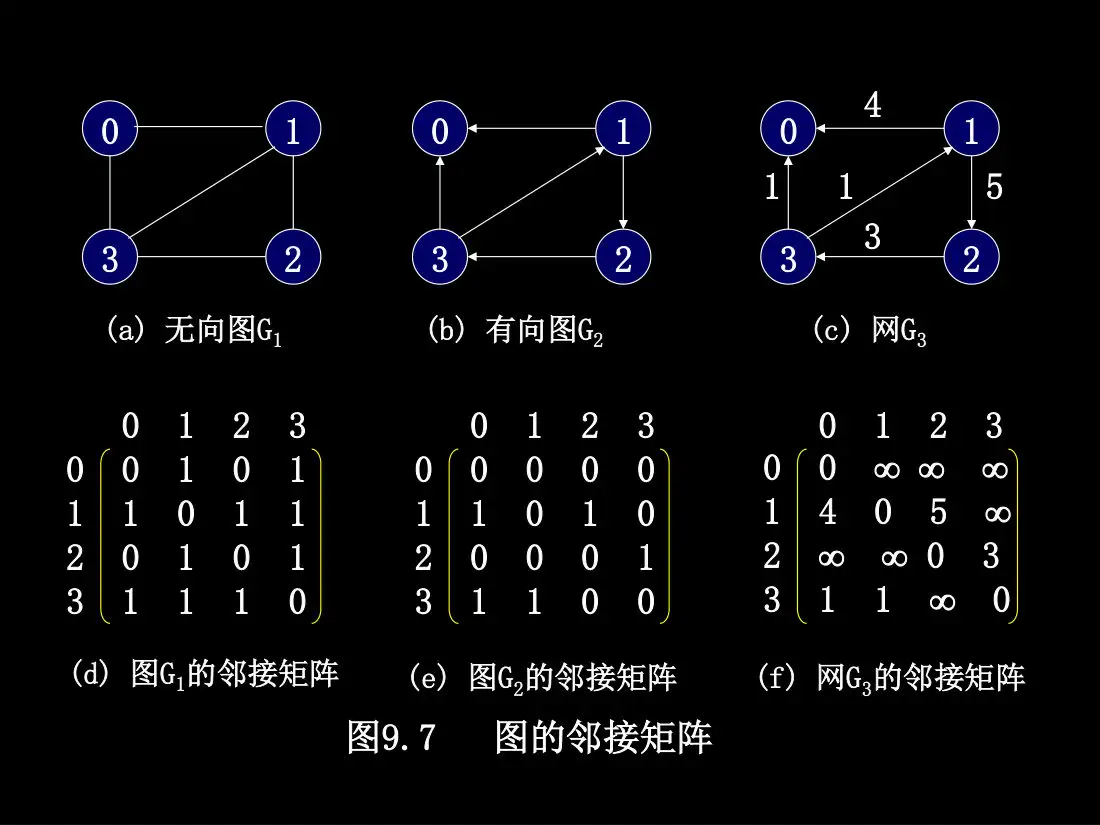 0 1 0 1 0 4 1
1 1 5
3 2 3 2 3 3 2
(a) 无向图G1 (b) 有向图G2 (c) 网G3
0 1 2 3 0 1 2 3 0 1 2 3
0 0 1 0 1 0 0 0 0 0 0 0 ∞ ∞ ∞
1 1 0 1 1 1 1 0 1 0 1 4 0 5 ∞
2 0 1 0 1 2 0 0 0 1 2 ∞ ∞ 0 3
3 1 1 1 0 3 1 1 0 0 3 1 1 ∞ 0
(d) 图G1的邻接矩阵 (e) 图G2的邻接矩阵 (f) 网G3的邻接矩阵
图9.7 图的邻接矩阵